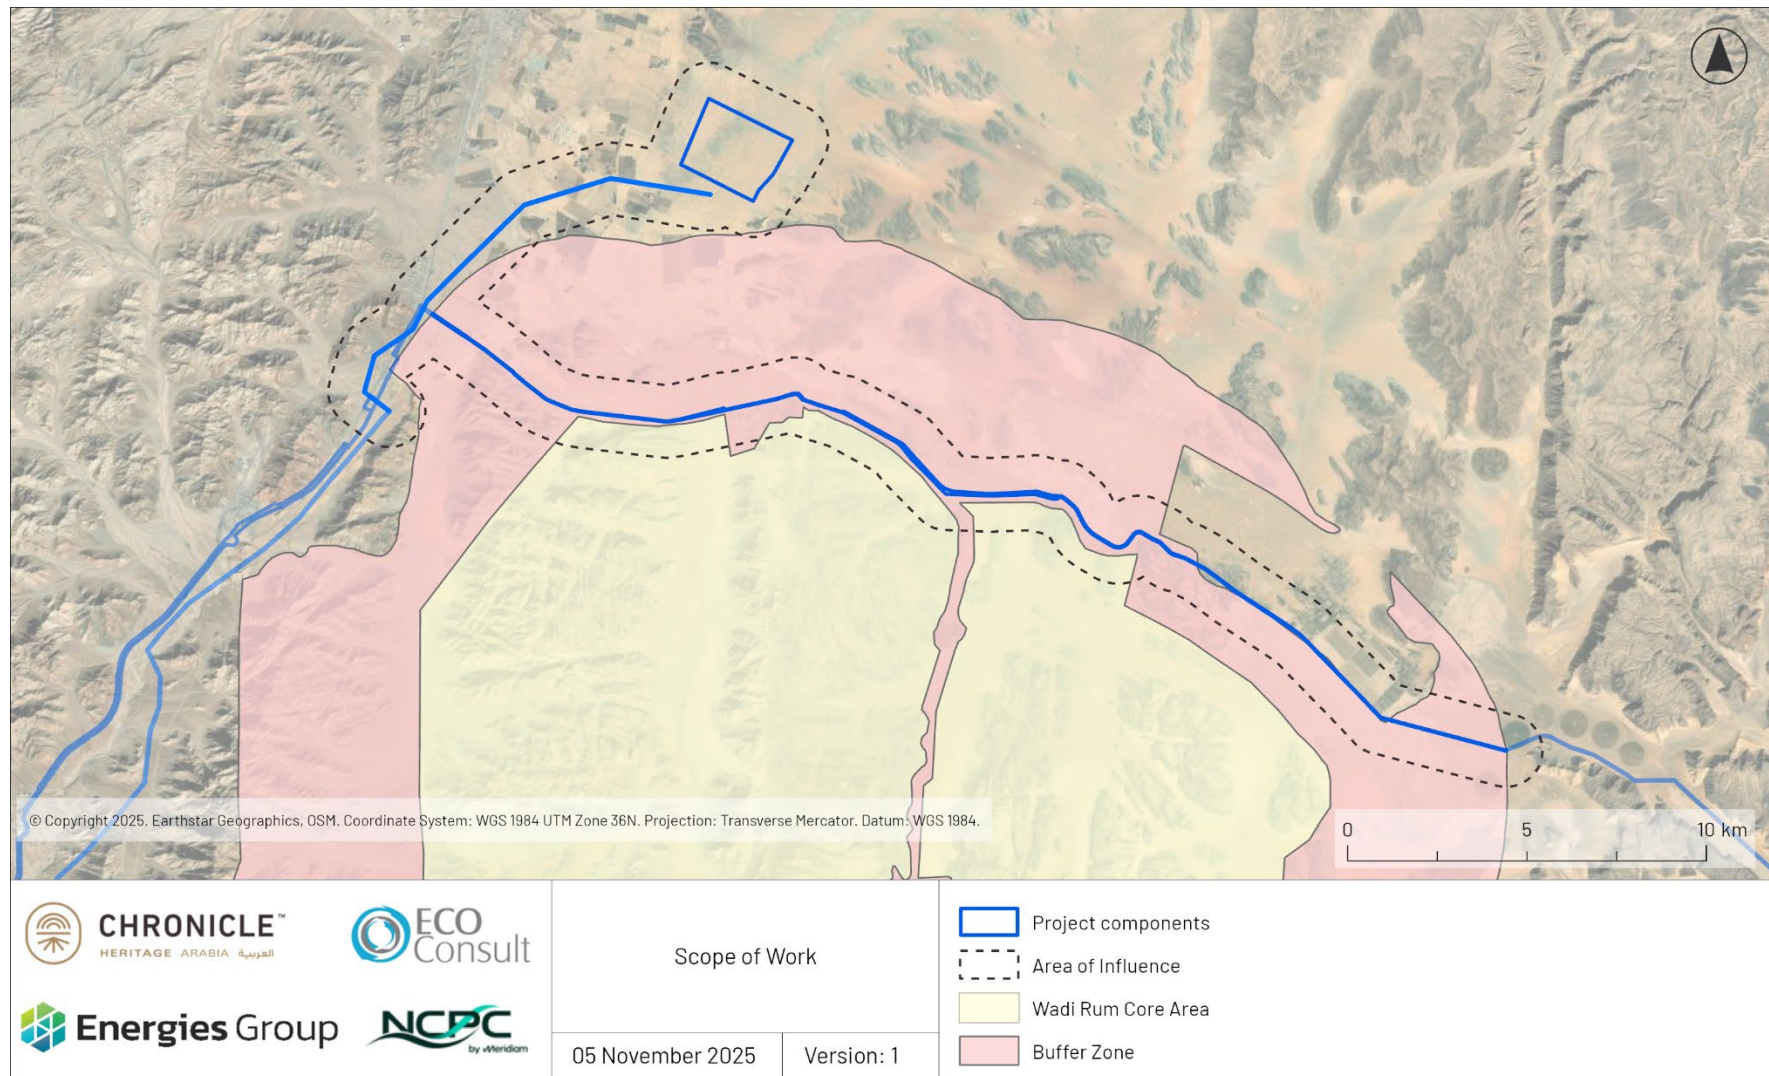 © Copyright 2025. Earthstar Geographics, OSM. Coordinate System: WGS 1984 UTM Zone 36N. Projection: Transverse Mercator. Datum: WGS 1984.
0 5 10 km
CHRONICLE™
HERITAGE ARABIA العربية
ECO
Consult
Energies Group
NCPC
by Meridiam
Scope of Work
05 November 2025
Version: 1
Project components
Area of Influence
Wadi Rum Core Area
Buffer Zone